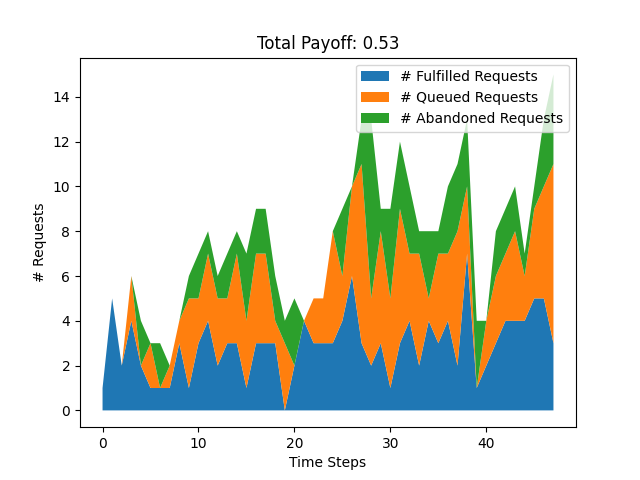 Total Payoff: 0.53
# Fulfilled Requests
# Queued Requests
# Abandoned Requests
# Requests
14
12
10
8
6
4
2
0
0 10 20 30 40
Time Steps